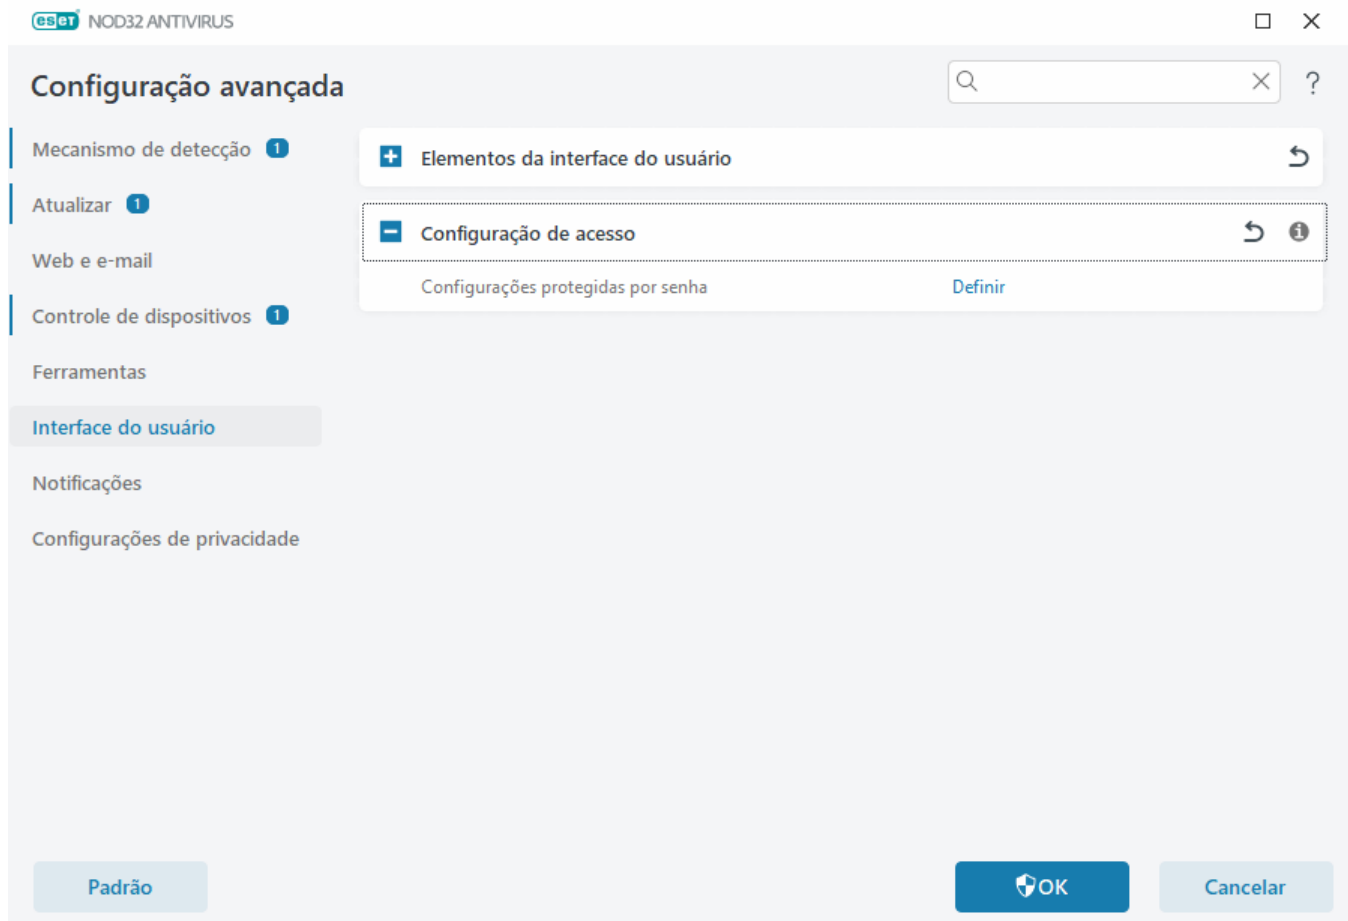 eset NOD32 ANTIVIRUS
Configuração avançada
?
Mecanismo de detecção 1
Atualizar 1
Web e e-mail
Controle de dispositivos 1
Ferramentas
Interface do usuário
Notificações
Configurações de privacidade
Elementos da interface do usuário
Configuração de acesso
Configurações protegidas por senha Definir
Padrão
OK
Cancelar